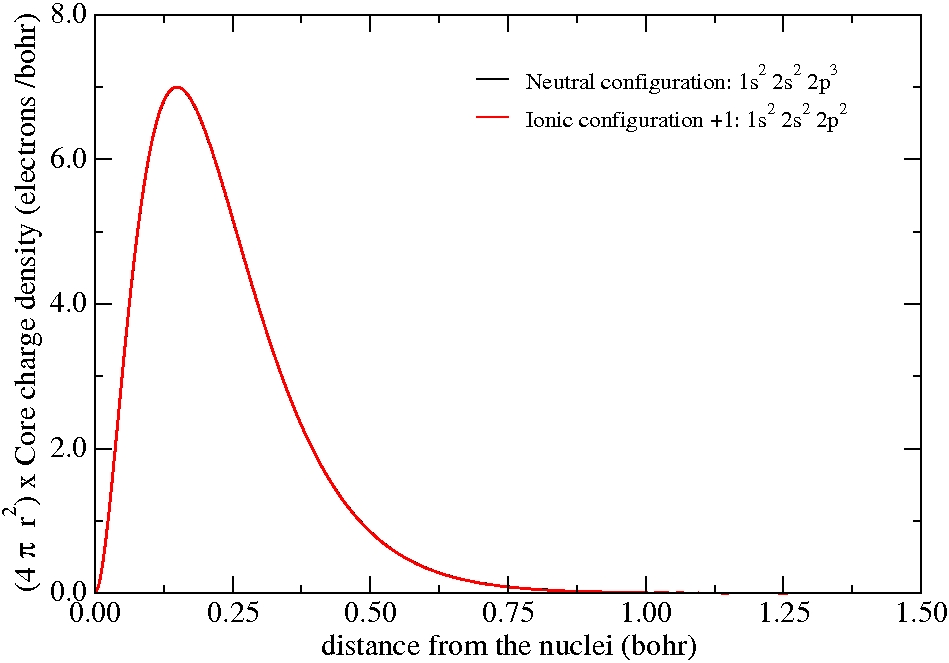 (4 π r²) x Core charge density (electrons /bohr)
8.0
6.0
4.0
2.0
0.0
Neutral configuration: 1s² 2s² 2p³
Ionic configuration +1: 1s² 2s² 2p²
0.00 0.25 0.50 0.75 1.00 1.25 1.50
distance from the nuclei (bohr)